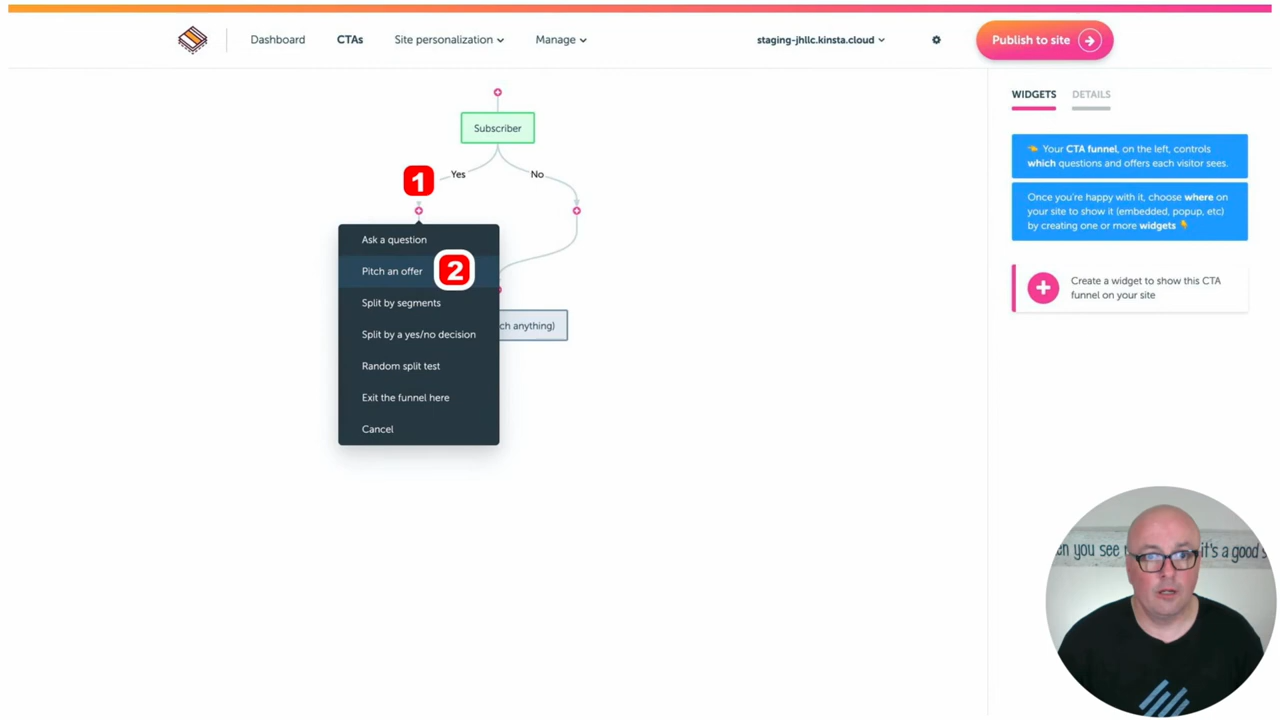 Dashboard
CTAs
Site personalization
Manage
staging-jhllc.kinsta.cloud
Publish to site
WIDGETS
DETAILS
Subscriber
Yes
No
1
Ask a question
Pitch an offer
2
Split by segments
Split by a yes/no decision
Random split test
Exit the funnel here
Cancel
ch anything)
👈 Your CTA funnel, on the left, controls
which questions and offers each visitor sees.
Once you're happy with it, choose where on
your site to show it (embedded, popup, etc)
by creating one or more widgets 👇
Create a widget to show this CTA
funnel on your site
you see
it's a good